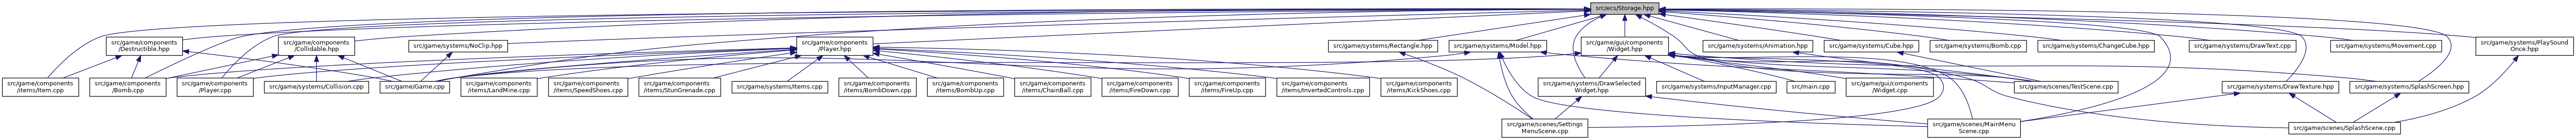 src/ecs/Storage.hpp
src/game/components
/Destructible.hpp
src/game/components
/Collidable.hpp
src/game/systems/NoClip.hpp
src/game/components
/Player.hpp
src/game/systems/Rectangle.hpp
src/game/systems/Model.hpp
src/game/gui/components
/Widget.hpp
src/game/systems/Animation.hpp
src/game/systems/Cube.hpp
src/game/systems/Bomb.cpp
src/game/systems/ChangeCube.hpp
src/game/systems/DrawText.cpp
src/game/systems/Movement.cpp
src/game/systems/PlaySound
Once.hpp
src/game/components
/items/Item.cpp
src/game/components
/Bomb.cpp
src/game/components
/Player.cpp
src/game/systems/Collision.cpp
src/game/Game.cpp
src/game/components
/items/LandMine.cpp
src/game/components
/items/SpeedShoes.cpp
src/game/components
/items/StunGrenade.cpp
src/game/systems/Items.cpp
src/game/components
/items/BombDown.cpp
src/game/components
/items/BombUp.cpp
src/game/components
/items/ChainBall.cpp
src/game/components
/items/FireDown.cpp
src/game/components
/items/FireUp.cpp
src/game/components
/items/InvertedControls.cpp
src/game/components
/items/KickShoes.cpp
src/game/systems/DrawSelected
Widget.hpp
src/game/systems/InputManager.cpp
src/main.cpp
src/game/gui/components
/Widget.cpp
src/game/scenes/TestScene.cpp
src/game/systems/DrawTexture.hpp
src/game/systems/SplashScreen.hpp
src/game/scenes/Settings
MenuScene.cpp
src/game/scenes/MainMenu
Scene.cpp
src/game/scenes/SplashScene.cpp